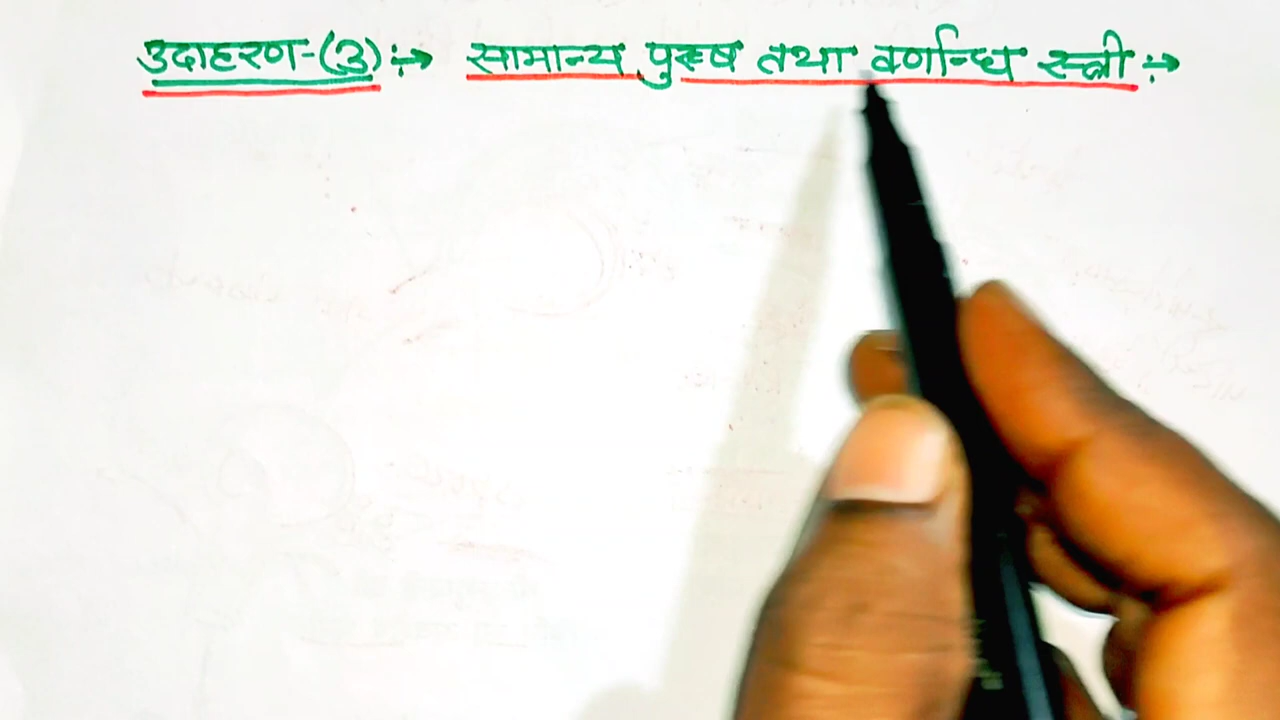 उदाहरण-(3):→ सामान्य पुरूष तथा वर्णान्ध स्त्री :→